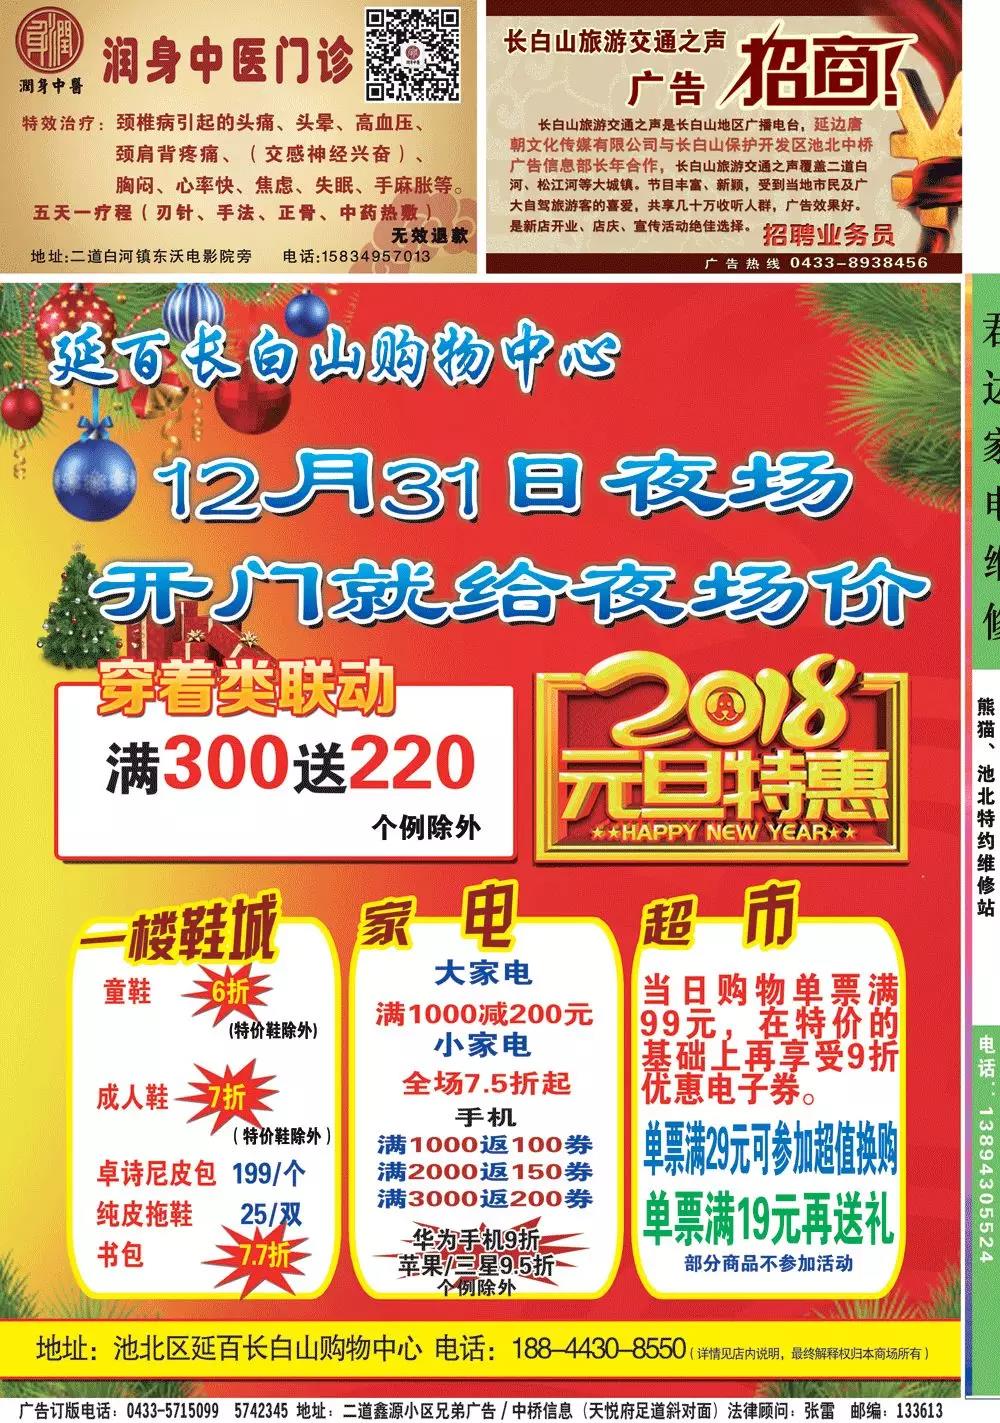 潤身中醫
润身中医门诊
特效治疗：颈椎病引起的头痛、头晕、高血压、
颈肩背疼痛、（交感神经兴奋）、
胸闷、心率快、焦虑、失眠、手麻胀等。
五天一疗程（刃针、手法、正骨、中药热敷）
无效退款
地址:二道白河镇东沃电影院旁 电话:15834957013
长白山旅游交通之声
广告 招商!
长白山旅游交通之声是长白山地区广播电台，延边唐
朝文化传媒有限公司与长白山保护开发区池北中桥
广告信息部长年合作，长白山旅游交通之声覆盖二道白
河、松江河等大城镇。节目丰富、新颖，受到当地市民及广
大自驾旅游客的喜爱，共享几十万收听人群，广告效果好。
是新店开业、店庆、宣传活动绝佳选择。 招聘业务员
广告热线 0433-8938456
延百长白山购物中心
12月31日夜场
开门就给夜场价
穿着类联动
满300送220
个例除外
2018
元旦特惠
★★HAPPY NEW YEAR★★
一楼鞋城
童鞋 6折
(特价鞋除外)
成人鞋 7折
（特价鞋除外）
卓诗尼皮包 199/个
纯皮拖鞋 25/双
书包 7.7折
家电
大家电
满1000减200元
小家电
全场7.5折起
手机
满1000返100券
满2000返150券
满3000返200券
华为手机9折
苹果/三星9.5折
个例除外
超市
当日购物单票满
99元，在特价的
基础上再享受9折
优惠电子券。
单票满29元可参加超值换购
单票满19元再送礼
部分商品不参加活动
地址：池北区延百长白山购物中心 电话：188-4430-8550（详情见店内说明，最终解释权归本商场所有）
家电维修
熊猫、池北特约维修站
电话：13894305524
广告订版电话：0433-5715099 5742345 地址：二道鑫源小区兄弟广告/中桥信息（天悦府足道斜对面）法律顾问：张雷 邮编：133613